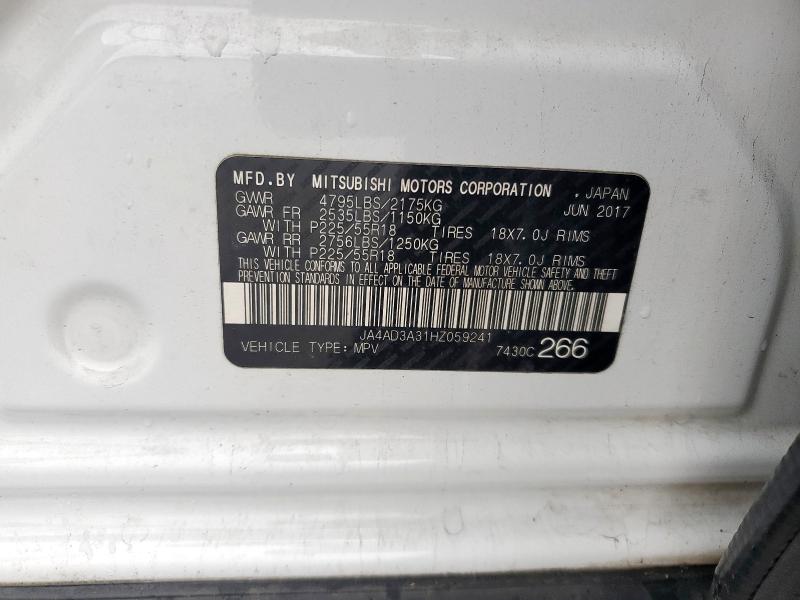 MFD.BY MITSUBISHI MOTORS CORPORATION . JAPAN
GVWR 4795LBS/2175KG JUN 2017
GAWR FR 2535LBS/1150KG
WITH P225/55R18 TIRES 18X7.0J RIMS
GAWR RR 2756LBS/1250KG
WITH P225/55R18 TIRES 18X7.0J RIMS
THIS VEHICLE CONFORMS TO ALL APPLICABLE FEDERAL MOTOR VEHICLE SAFETY AND THEFT
PREVENTION STANDARDS IN EFFECT ON THE DATE OF MANUFACTURE SHOWN ABOVE.
JA4AD3A31HZ059241
VEHICLE TYPE: MPV 7430C 266